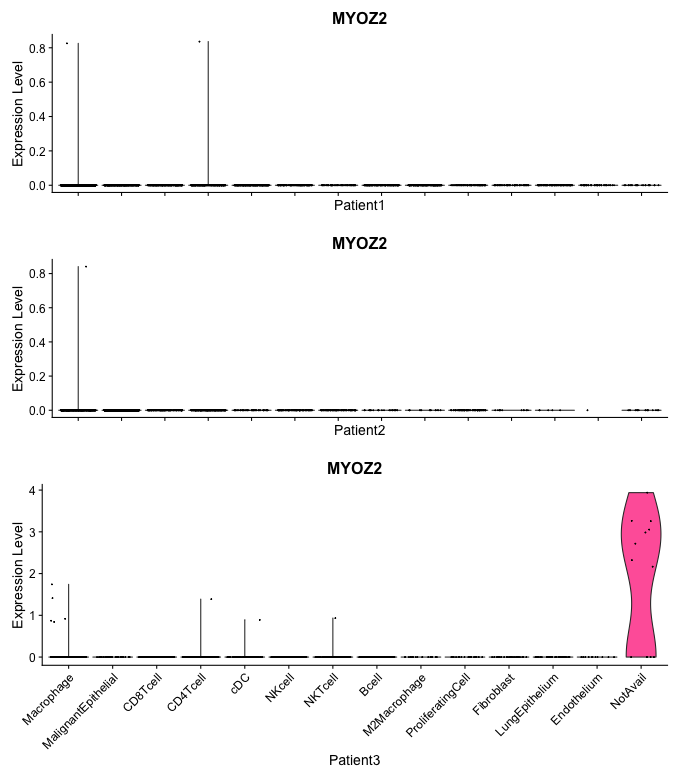 MYOZ2
Expression Level
0.8
0.6
0.4
0.2
0.0
Patient1
MYOZ2
Expression Level
0.8
0.6
0.4
0.2
0.0
Patient2
MYOZ2
Expression Level
4
3
2
1
0
Macrophage
MalignantEpithelial
CD8Tcell
CD4Tcell
cDC
NKcell
NKTcell
Bcell
M2Macrophage
ProliferatingCell
Fibroblast
LungEpithelium
Endothelium
NotAvail
Patient3